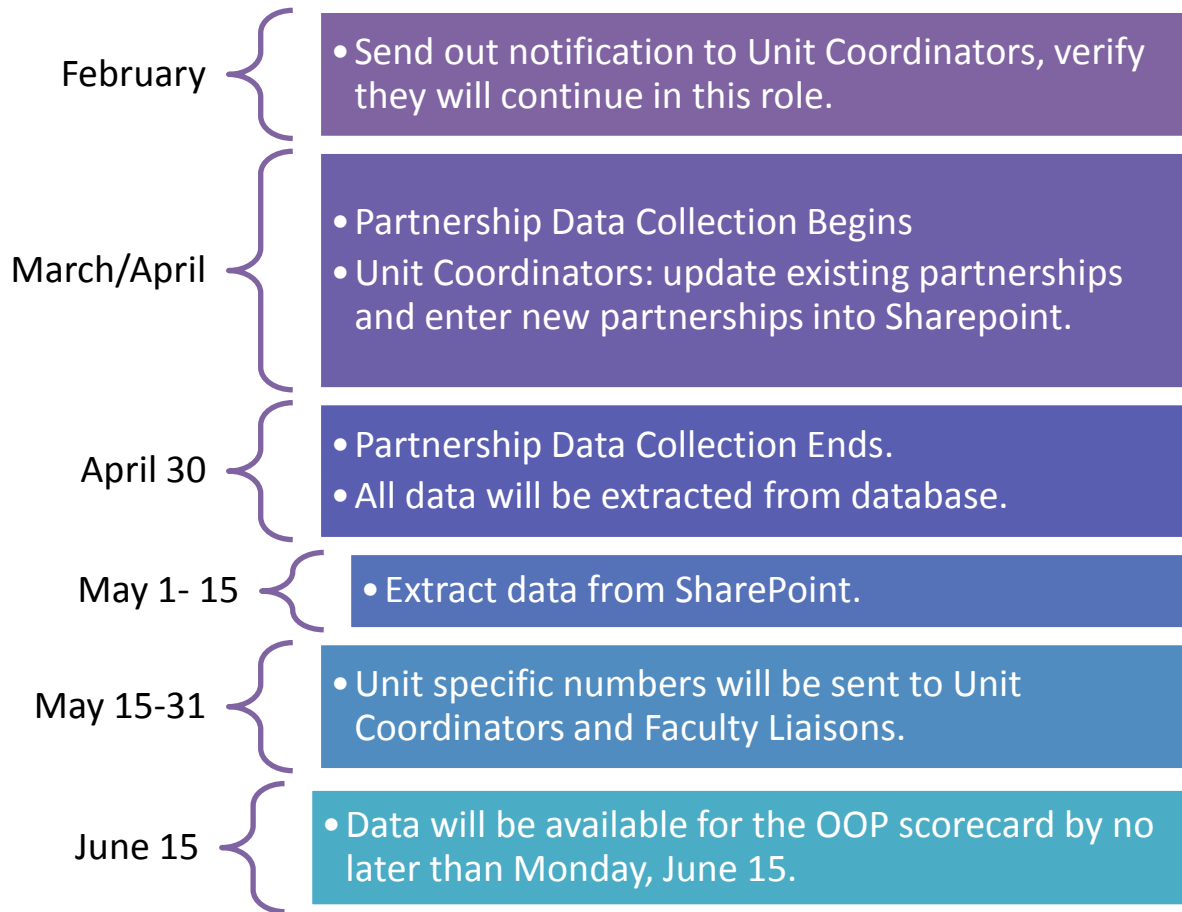 February
• Send out notification to Unit Coordinators, verify
they will continue in this role.
March/April
• Partnership Data Collection Begins
• Unit Coordinators: update existing partnerships
and enter new partnerships into Sharepoint.
April 30
• Partnership Data Collection Ends.
• All data will be extracted from database.
May 1- 15
• Extract data from SharePoint.
May 15-31
• Unit specific numbers will be sent to Unit
Coordinators and Faculty Liaisons.
June 15
• Data will be available for the OOP scorecard by no
later than Monday, June 15.